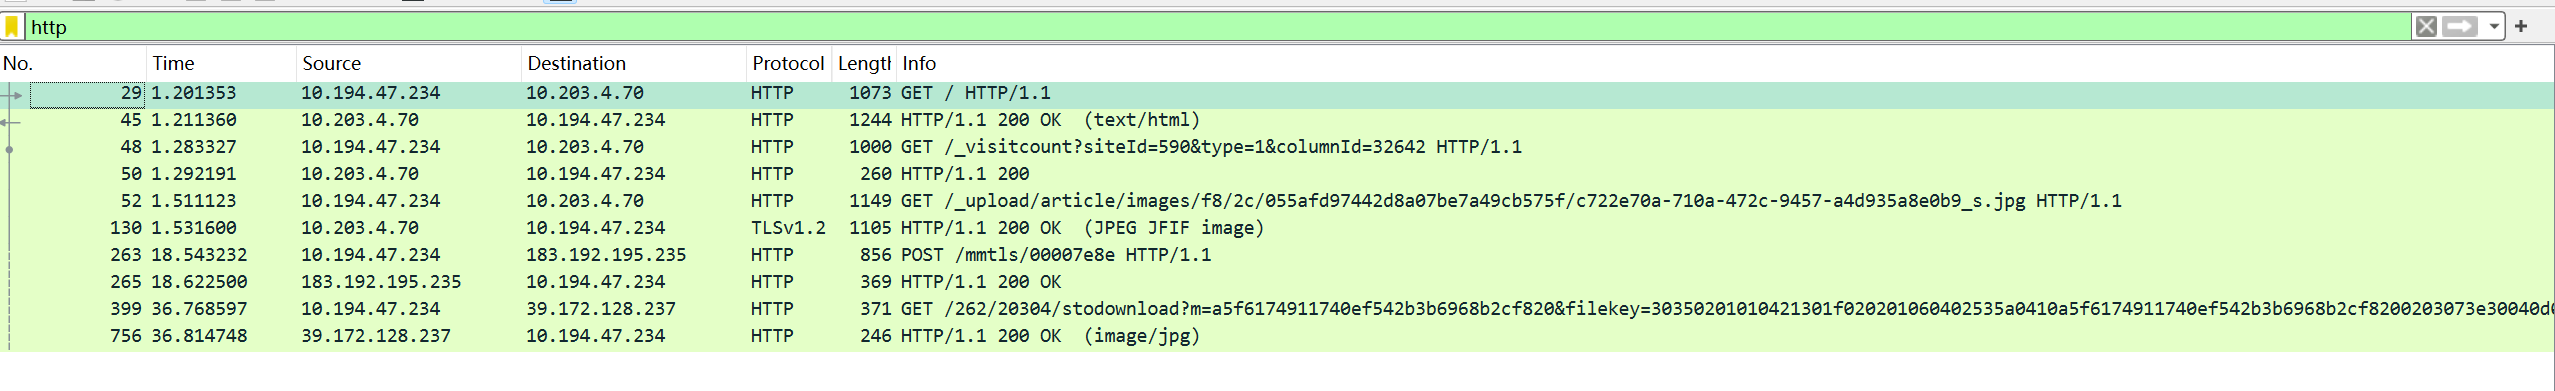 http
No. Time Source Destination Protocol Length Info
29 1.201353 10.194.47.234 10.203.4.70 HTTP 1073 GET / HTTP/1.1
45 1.211360 10.203.4.70 10.194.47.234 HTTP 1244 HTTP/1.1 200 OK (text/html)
48 1.283327 10.194.47.234 10.203.4.70 HTTP 1000 GET /_visitcount?siteId=590&type=1&columnId=32642 HTTP/1.1
50 1.292191 10.203.4.70 10.194.47.234 HTTP 260 HTTP/1.1 200
52 1.511123 10.194.47.234 10.203.4.70 HTTP 1149 GET /_upload/article/images/f8/2c/055afd97442d8a07be7a49cb575f/c722e70a-710a-472c-9457-a4d935a8e0b9_s.jpg HTTP/1.1
130 1.531600 10.203.4.70 10.194.47.234 TLSv1.2 1105 HTTP/1.1 200 OK (JPEG JFIF image)
263 18.543232 10.194.47.234 183.192.195.235 HTTP 856 POST /mmtls/00007e8e HTTP/1.1
265 18.622500 183.192.195.235 10.194.47.234 HTTP 369 HTTP/1.1 200 OK
399 36.768597 10.194.47.234 39.172.128.237 HTTP 371 GET /262/20304/stodownload?m=a5f6174911740ef542b3b6968b2cf820&filekey=30350201010421301f020201060402535a0410a5f6174911740ef542b3b6968b2cf8200203073e30040d0
756 36.814748 39.172.128.237 10.194.47.234 HTTP 246 HTTP/1.1 200 OK (image/jpg)